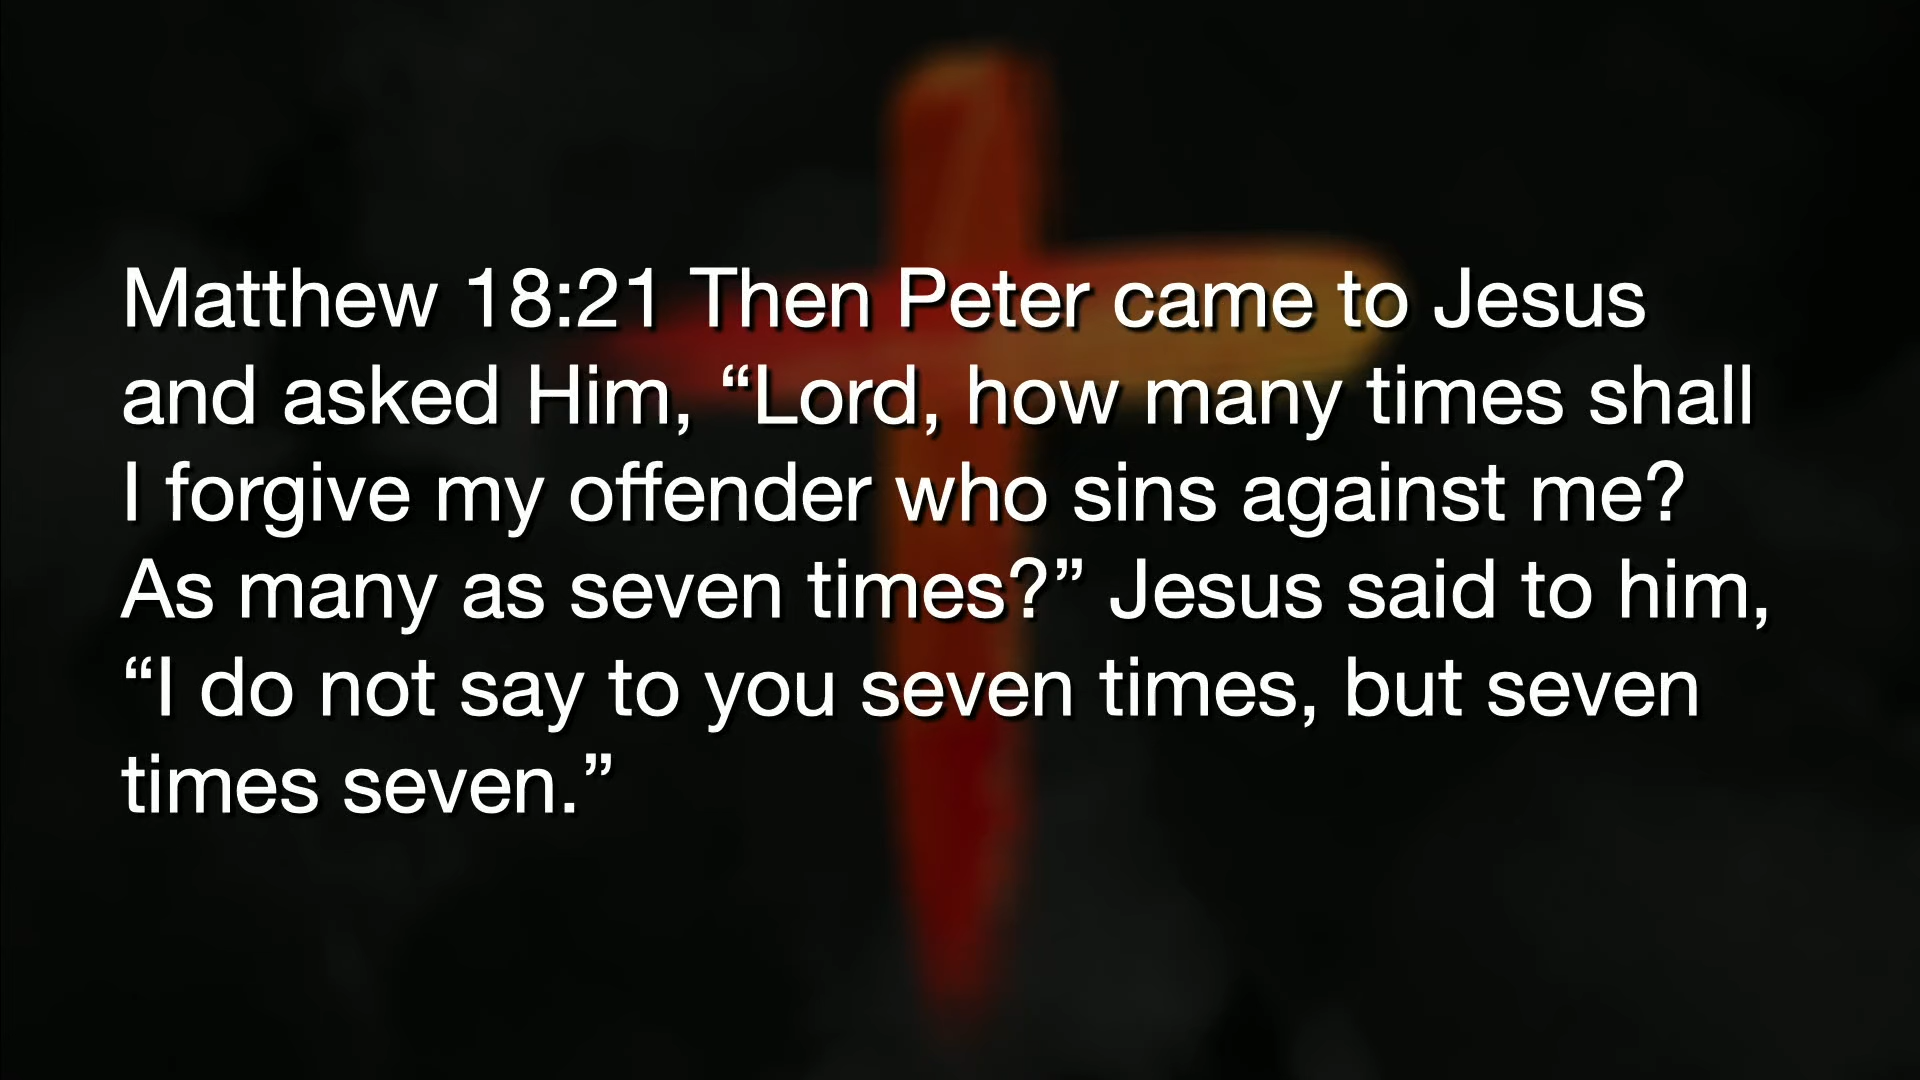 Matthew 18:21 Then Peter came to Jesus
and asked Him, “Lord, how many times shall
I forgive my offender who sins against me?
As many as seven times?” Jesus said to him,
“I do not say to you seven times, but seven
times seven.”